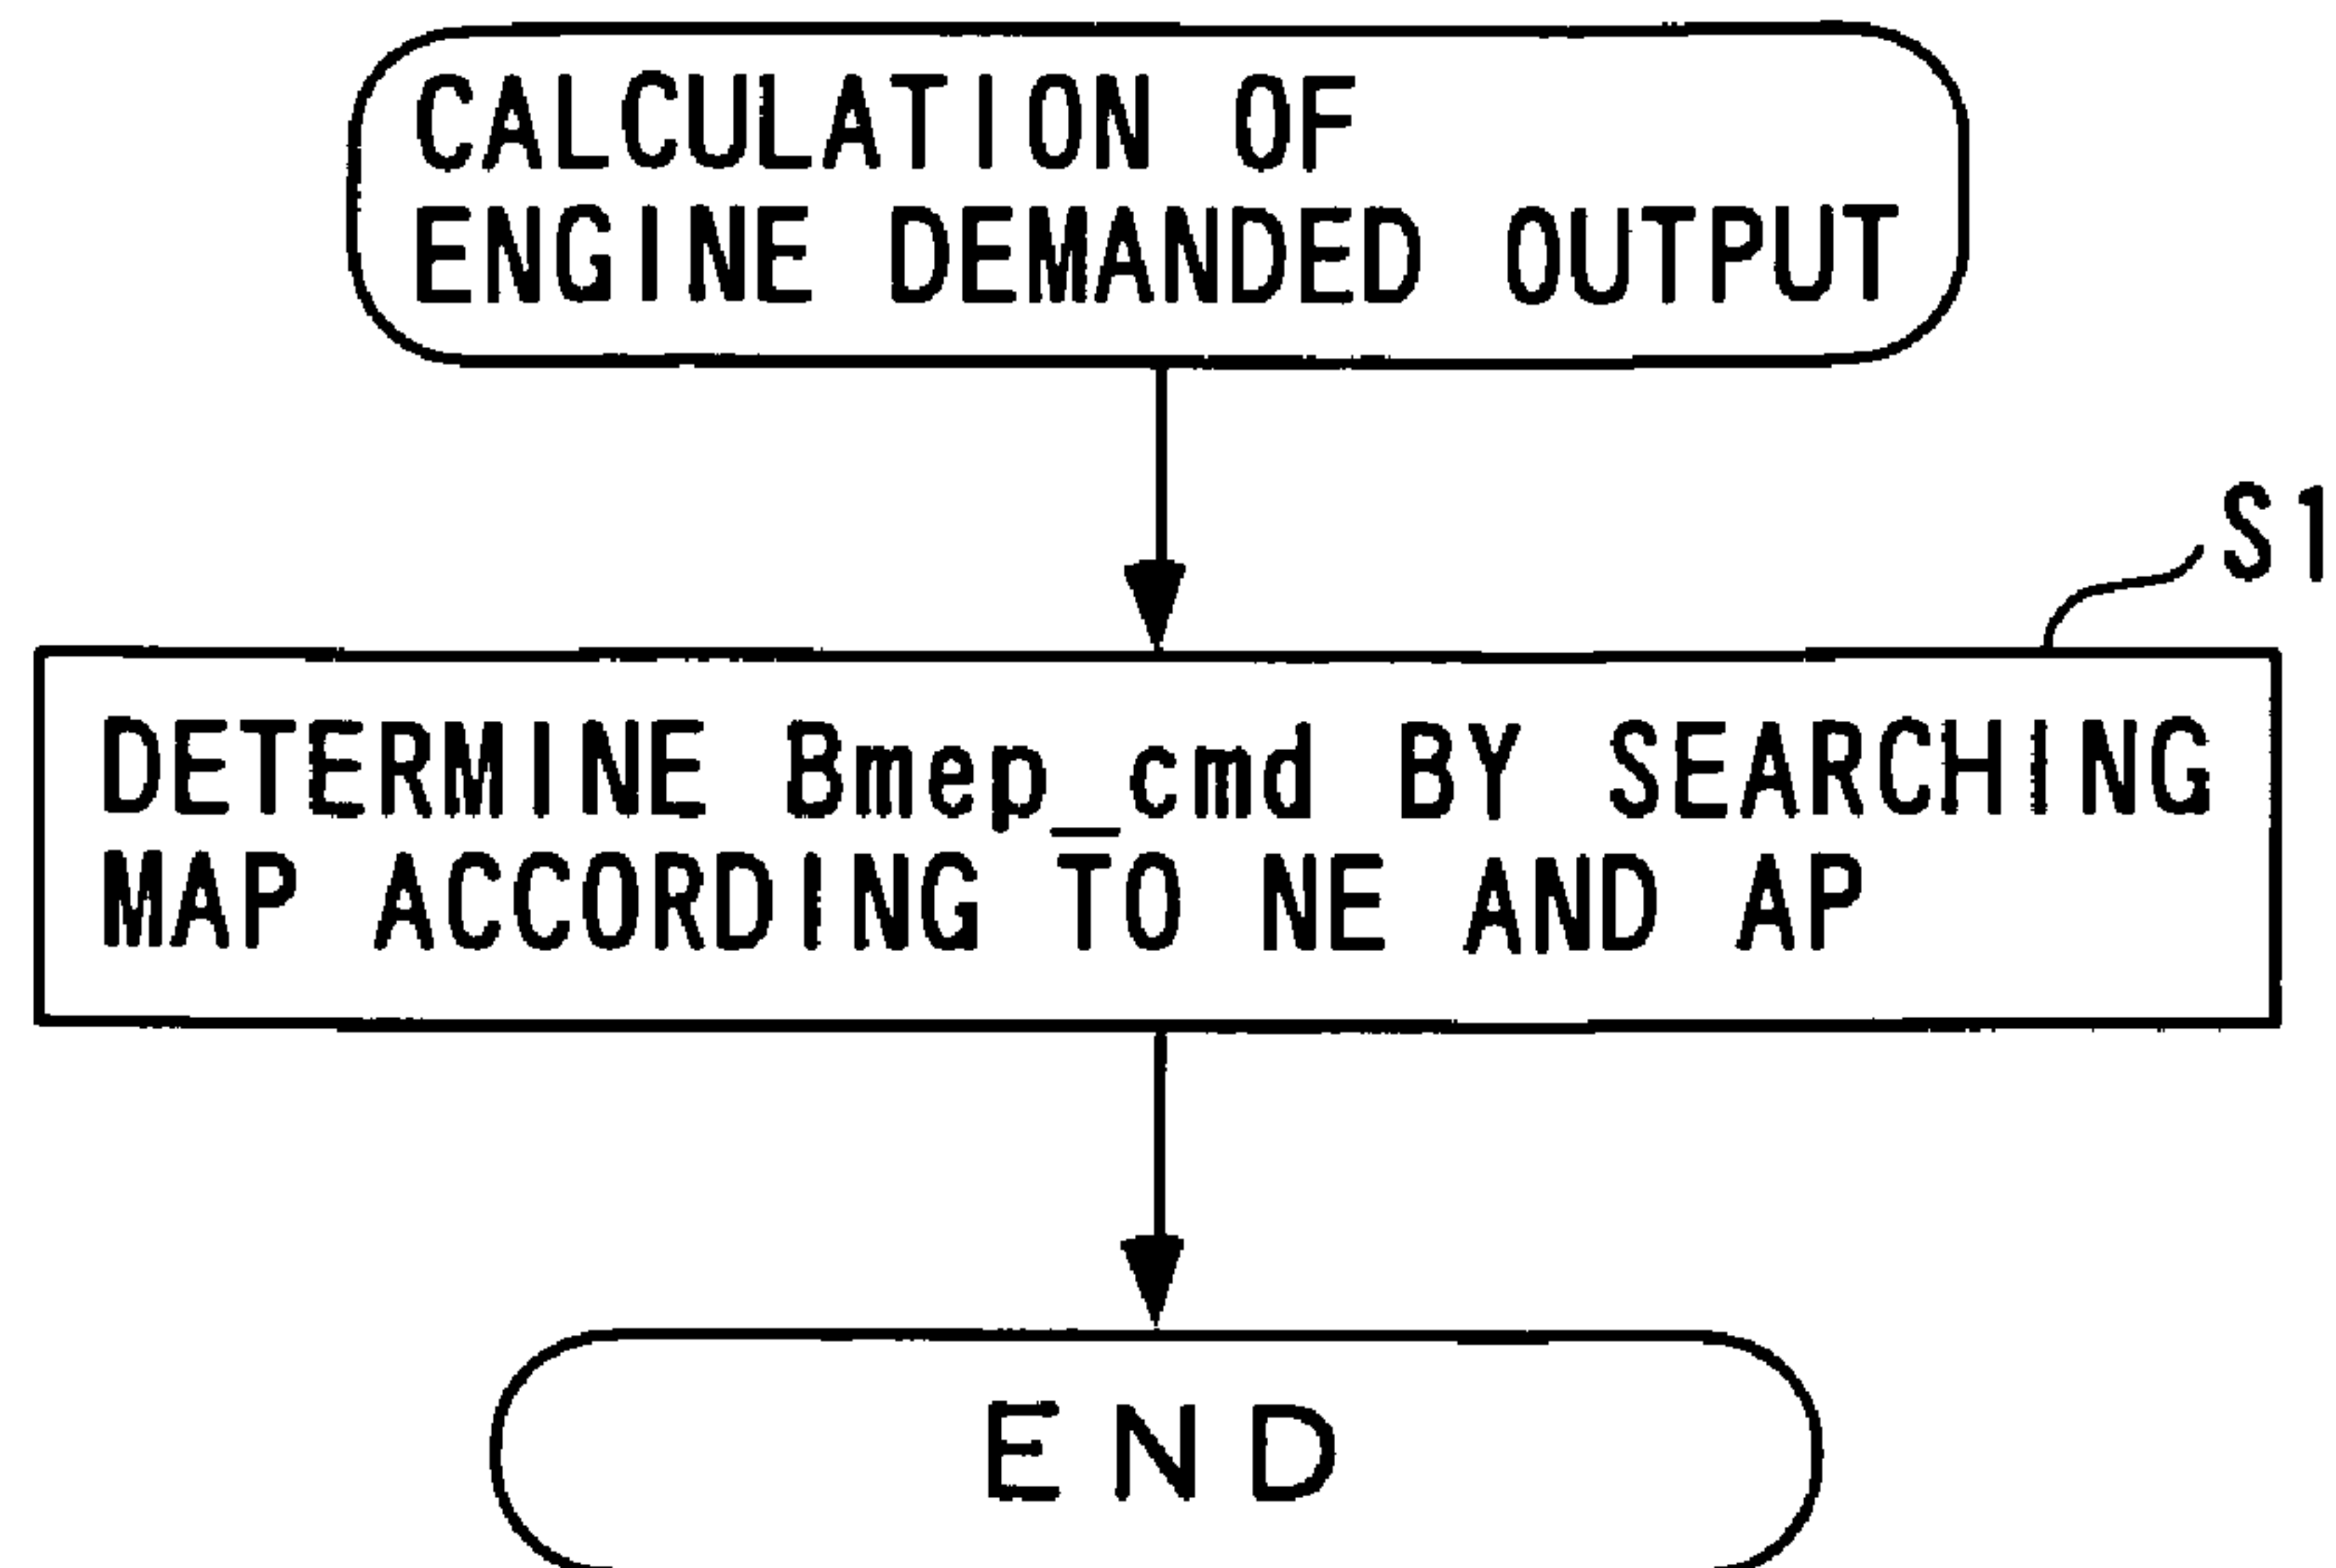 CALCULATION OF
ENGINE DEMANDED OUTPUT
S1
DETERMINE Bmep_cmd BY SEARCHING
MAP ACCORDING TO NE AND AP
END